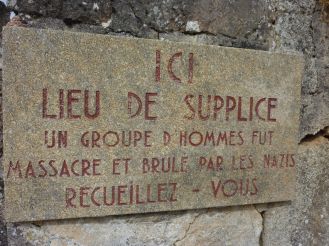 ICI
LIEU DE SUPPLICE
UN GROUPE D'HOMMES FUT
MASSACRE ET BRULE PAR LES NAZIS
RECUEILLEZ - VOUS